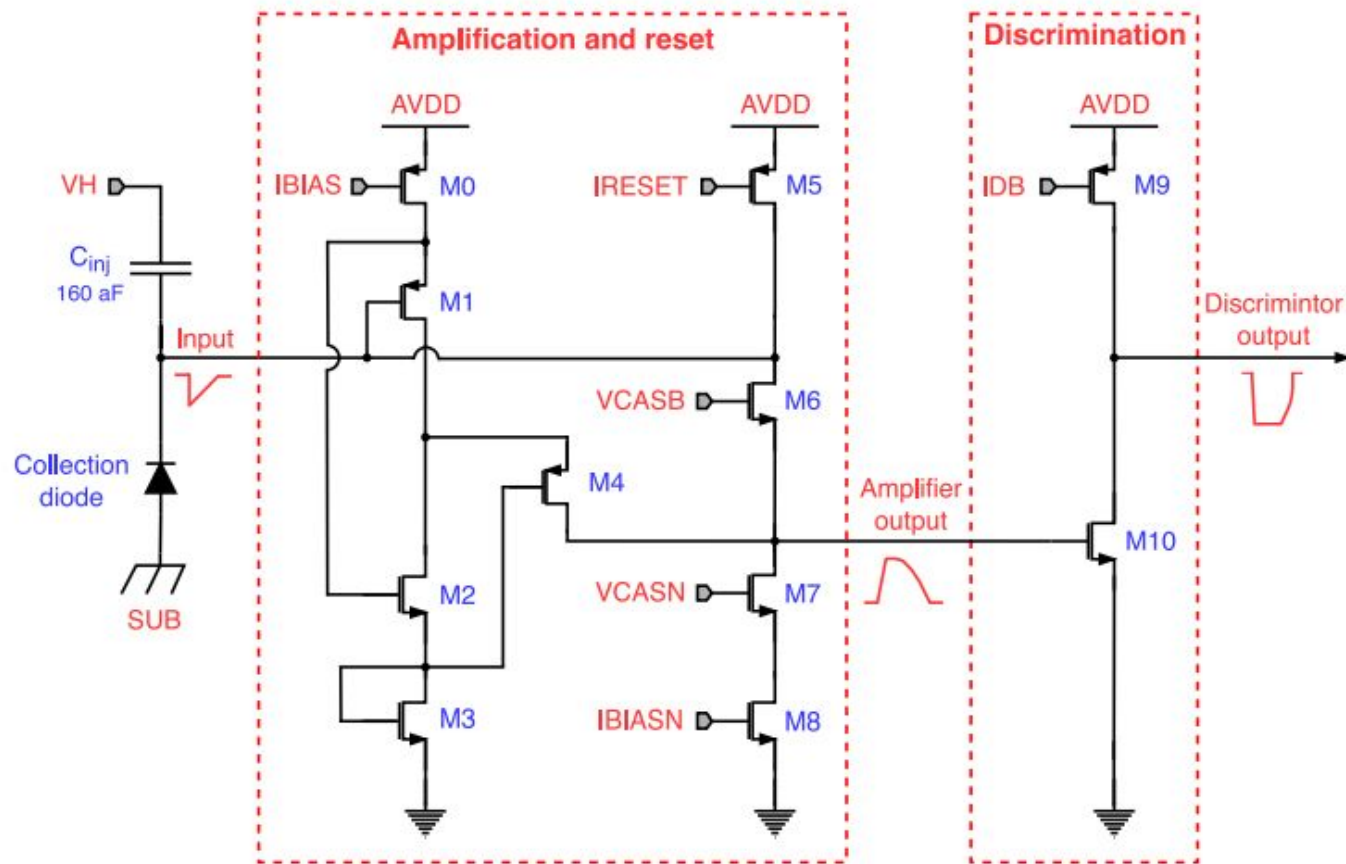 Amplification and reset
Discrimination
AVDD
AVDD
AVDD
VH
IBIAS
M0
IRESET
M5
IDB
M9
Cinj
160 aF
M1
Input
Discrimintor
output
VCASB
M6
Collection
diode
M4
Amplifier
output
M10
SUB
M2
VCASN
M7
M3
IBIASN
M8